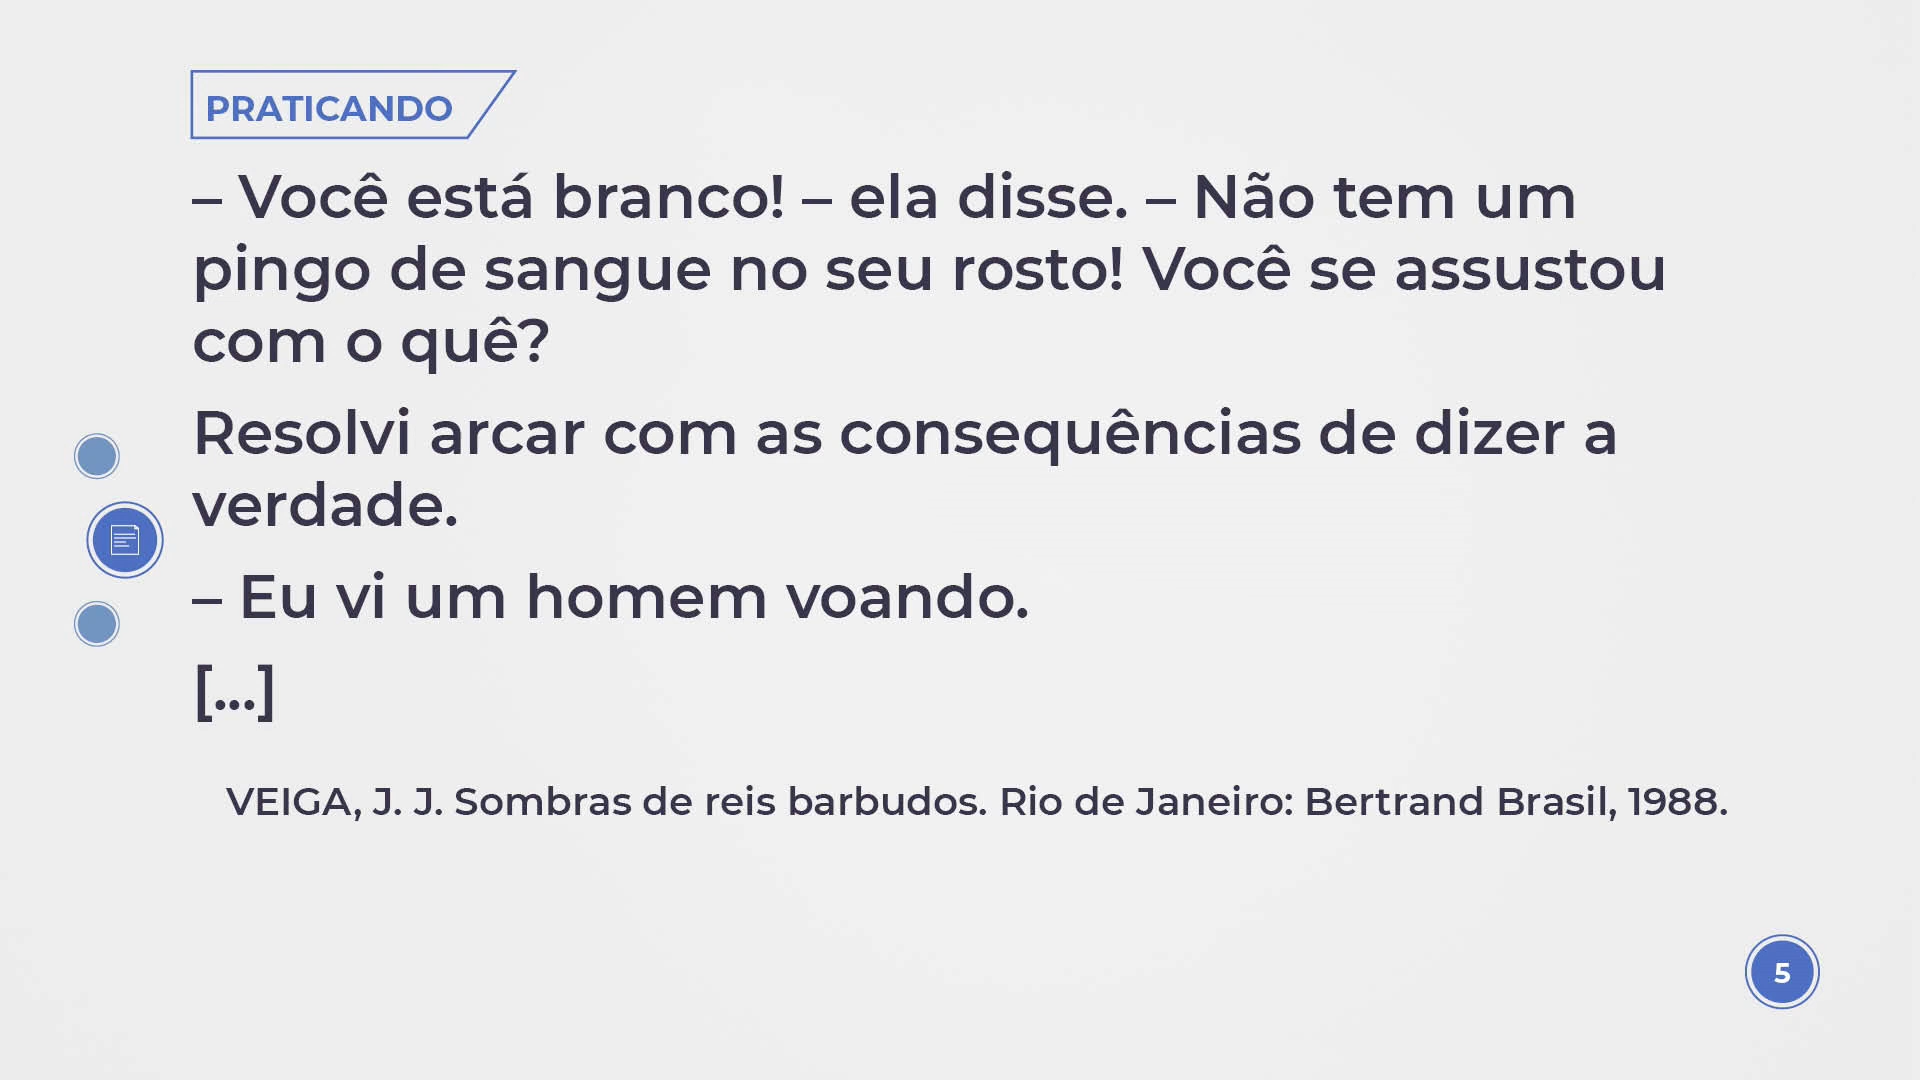 PRATICANDO
– Você está branco! – ela disse. – Não tem um
pingo de sangue no seu rosto! Você se assustou
com o quê?
Resolvi arcar com as consequências de dizer a
verdade.
– Eu vi um homem voando.
[...]
VEIGA, J. J. Sombras de reis barbudos. Rio de Janeiro: Bertrand Brasil, 1988.
5